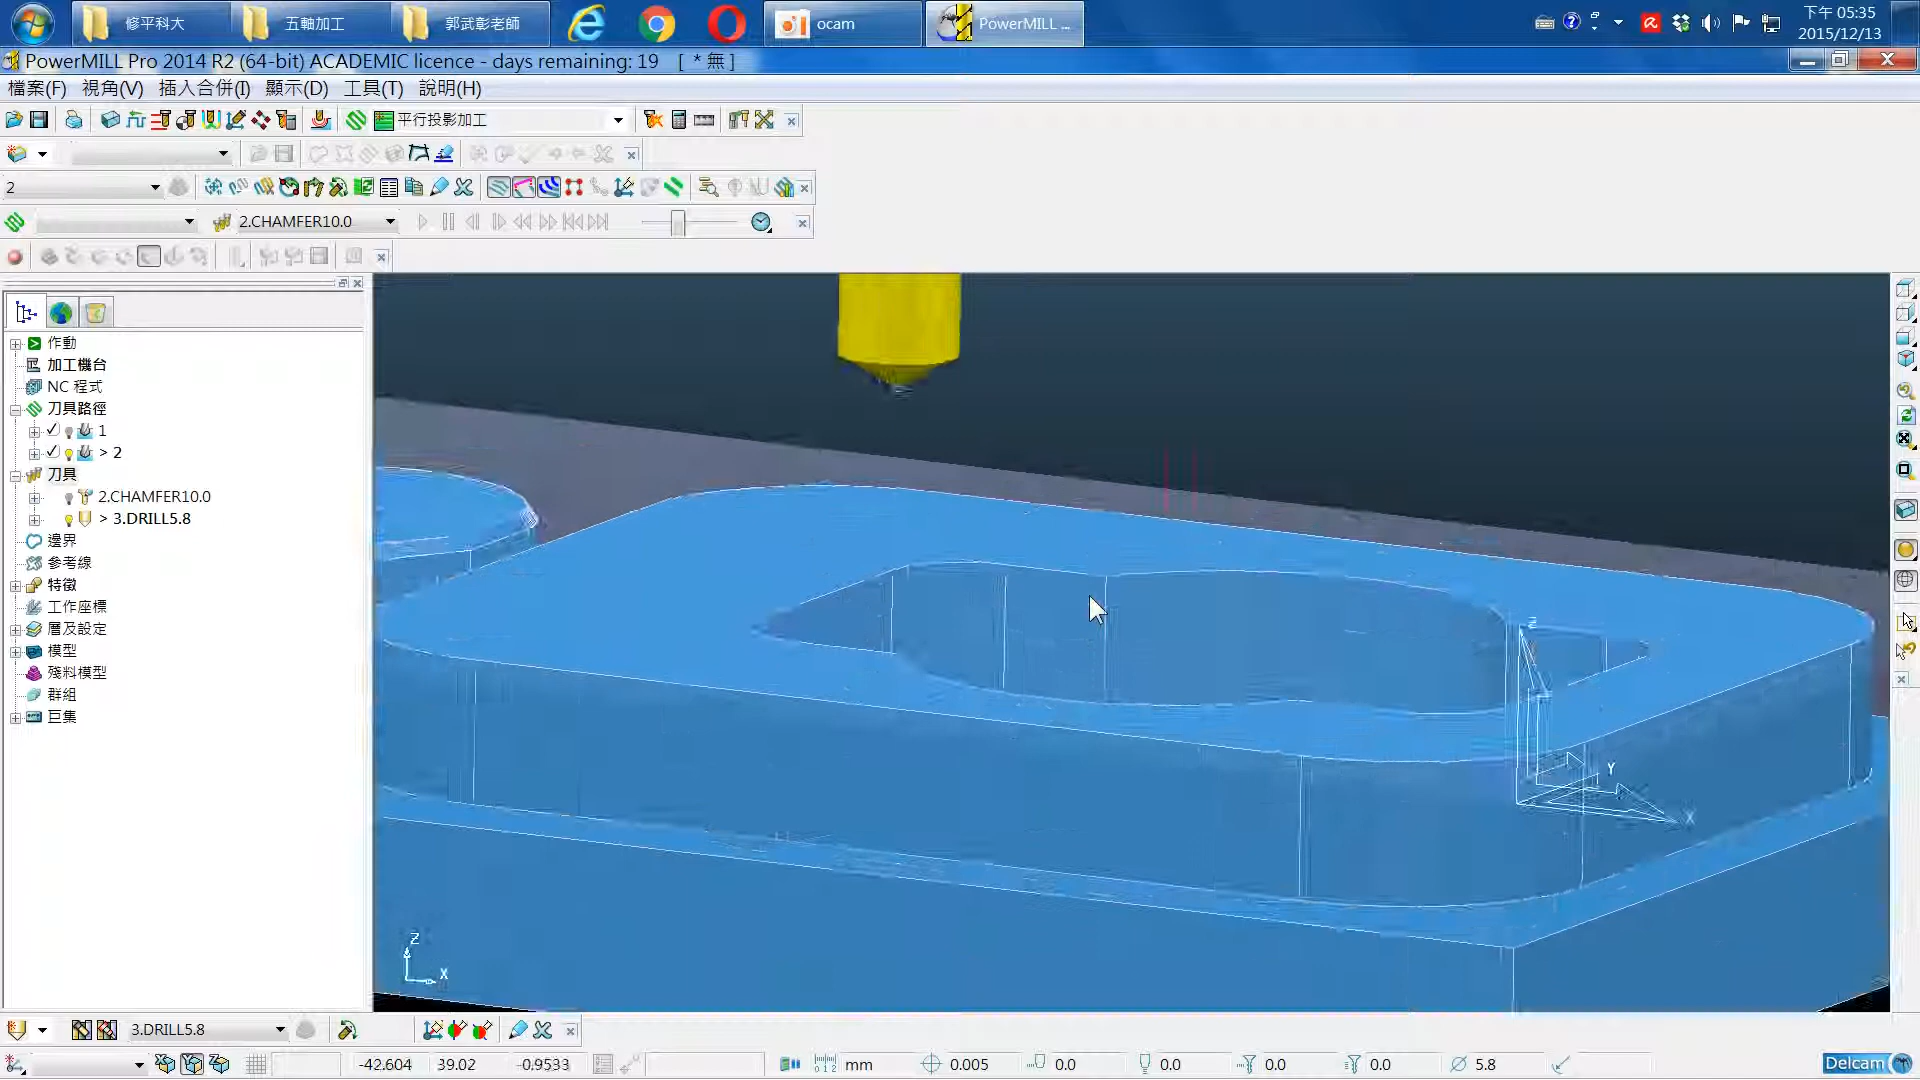 修平科大
五軸加工
郭武彰老師
ocam
PowerMILL ...
下午 05:35
2015/12/13
PowerMILL Pro 2014 R2 (64-bit) ACADEMIC licence - days remaining: 19 [ * 無 ]
檔案(F) 視角(V) 插入合併(I) 顯示(D) 工具(T) 說明(H)
平行投影加工
2
2.CHAMFER10.0
作動
加工機台
NC 程式
刀具路徑
1
> 2
刀具
2.CHAMFER10.0
> 3.DRILL5.8
邊界
參考線
特徵
工作座標
層及設定
模型
殘料模型
群組
巨集
Z
Y
X
Z
X
3.DRILL5.8
-42.604 39.02 -0.9533 mm 0.005 0.0 0.0 0.0 0.0 5.8
Delcam